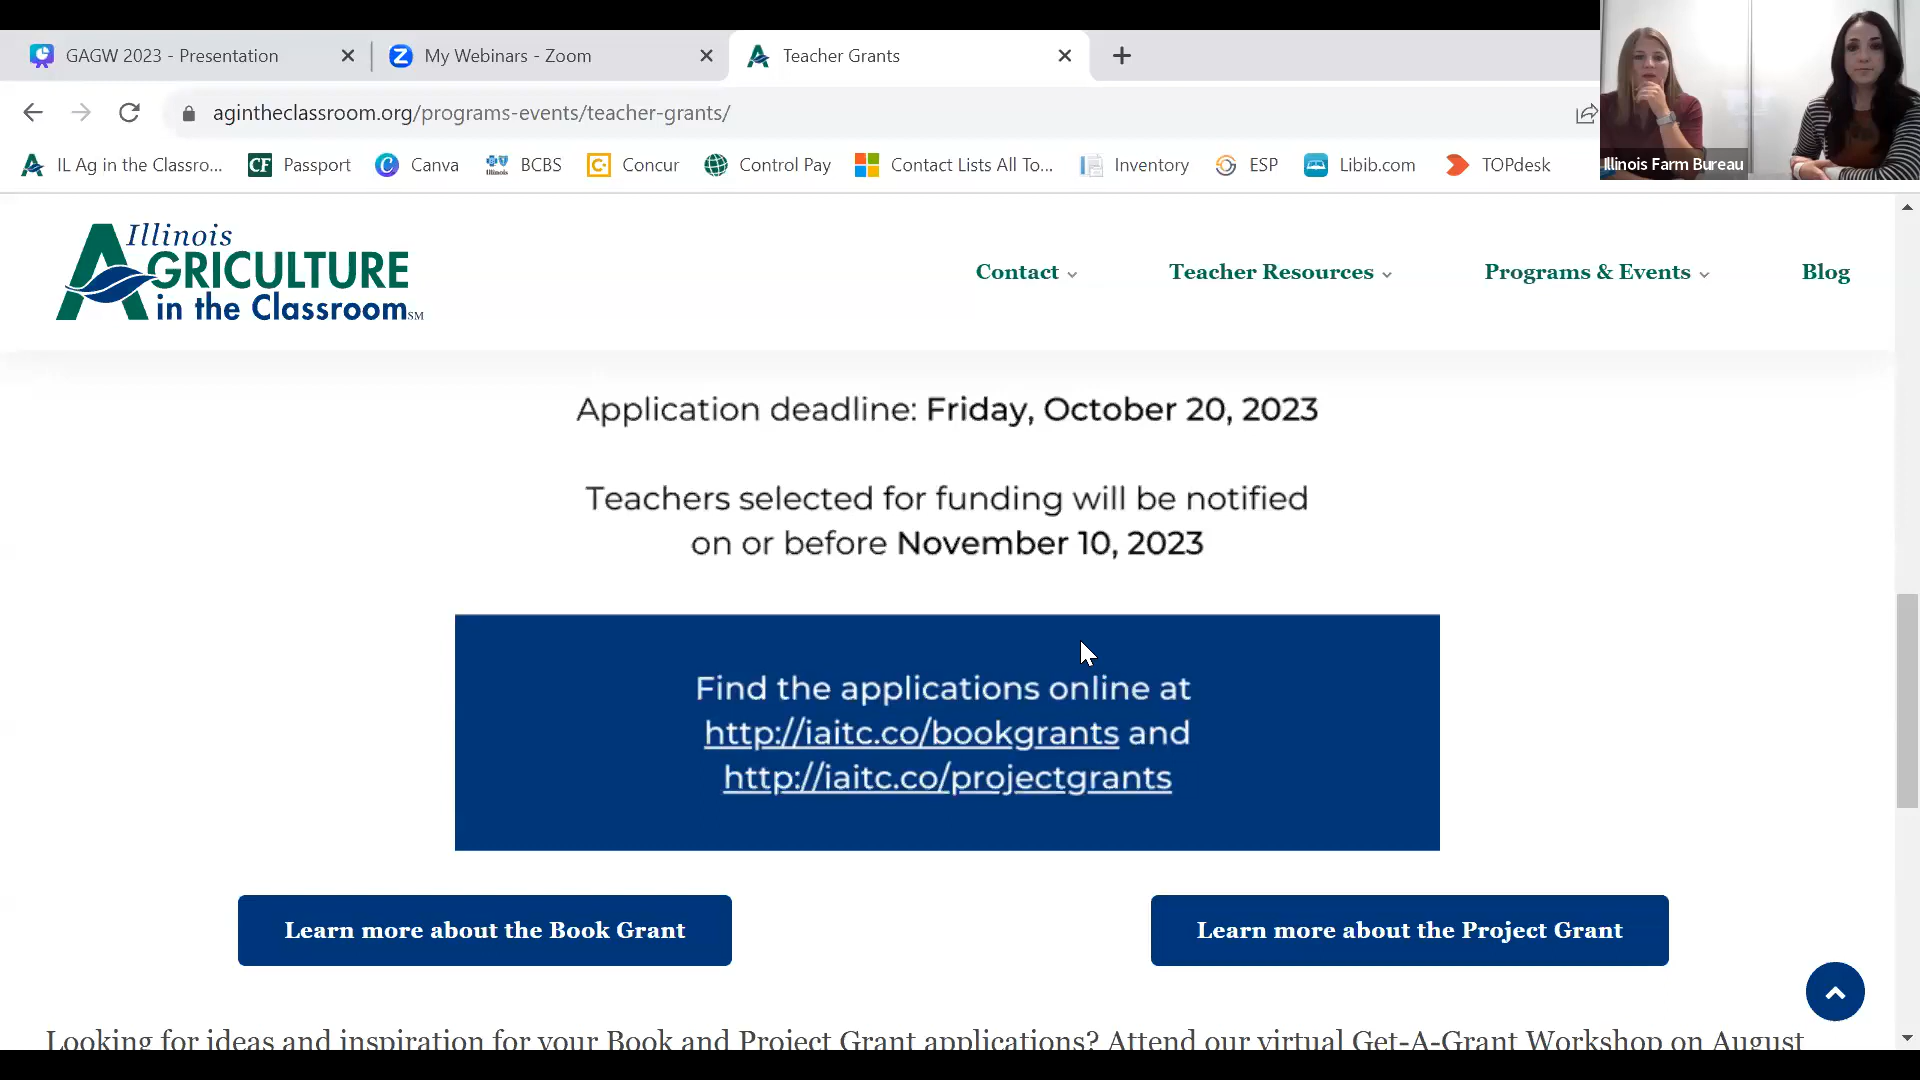 GAGW 2023 - Presentation
My Webinars - Zoom
Teacher Grants
agintheclassroom.org/programs-events/teacher-grants/
IL Ag in the Classro...
CF Passport
Canva
Illinois
BCBS
Concur
Control Pay
Contact Lists All To...
Inventory
ESP
Libib.com
TOPdesk
Illinois Farm Bureau
Illinois
AGRICULTURE
in the Classroom SM
Contact
Teacher Resources
Programs & Events
Blog
Application deadline: Friday, October 20, 2023
Teachers selected for funding will be notified
on or before November 10, 2023
Find the applications online at
http://iaitc.co/bookgrants and
http://iaitc.co/projectgrants
Learn more about the Book Grant
Learn more about the Project Grant
Looking for ideas and inspiration for your Book and Project Grant applications? Attend our virtual Get-A-Grant Workshop on August